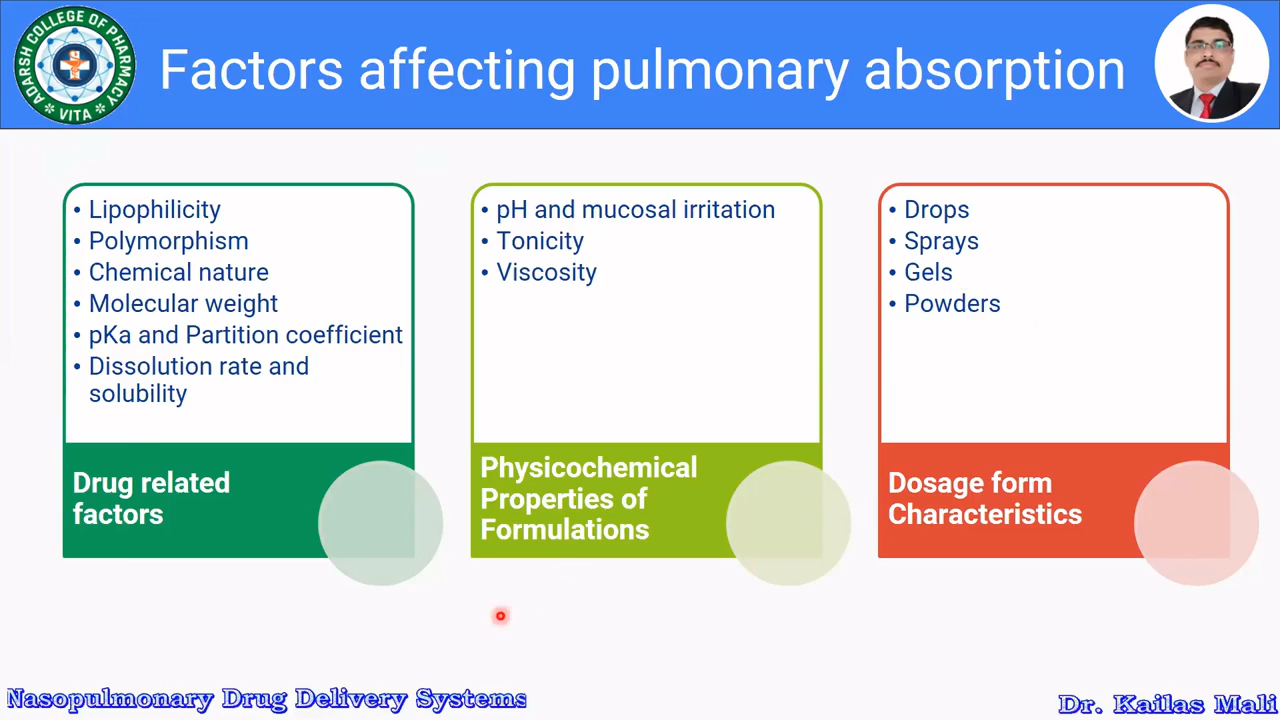 ADARSH COLLEGE OF PHARMACY
VITA
Factors affecting pulmonary absorption
• Lipophilicity
• Polymorphism
• Chemical nature
• Molecular weight
• pKa and Partition coefficient
• Dissolution rate and
solubility
Drug related
factors
• pH and mucosal irritation
• Tonicity
• Viscosity
Physicochemical
Properties of
Formulations
• Drops
• Sprays
• Gels
• Powders
Dosage form
Characteristics
Nasopulmonary Drug Delivery Systems
Dr. Kailas Mali